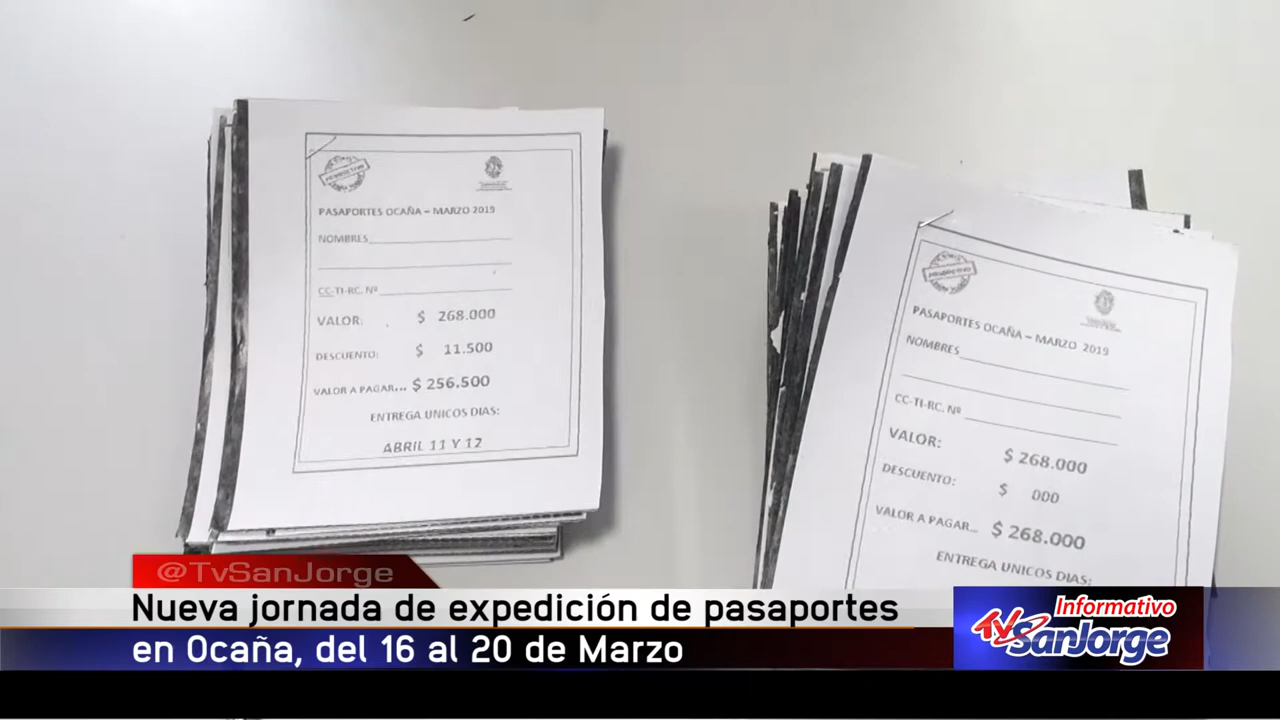 PASAPORTES OCAÑA – MARZO 2019
NOMBRES
CC-TI-RC. Nº
VALOR: $ 268.000
DESCUENTO: $ 11.500
VALOR A PAGAR... $ 256.500
ENTREGA UNICOS DIAS:
ABRIL 11 Y 12
PASAPORTES OCAÑA – MARZO 2019
NOMBRES
CC-TI-RC. Nº
VALOR: $ 268.000
DESCUENTO: $ 000
VALOR A PAGAR... $ 268.000
ENTREGA UNICOS DIAS:
@TvSanJorge
Nueva jornada de expedición de pasaportes
en Ocaña, del 16 al 20 de Marzo
Informativo
TV SanJorge